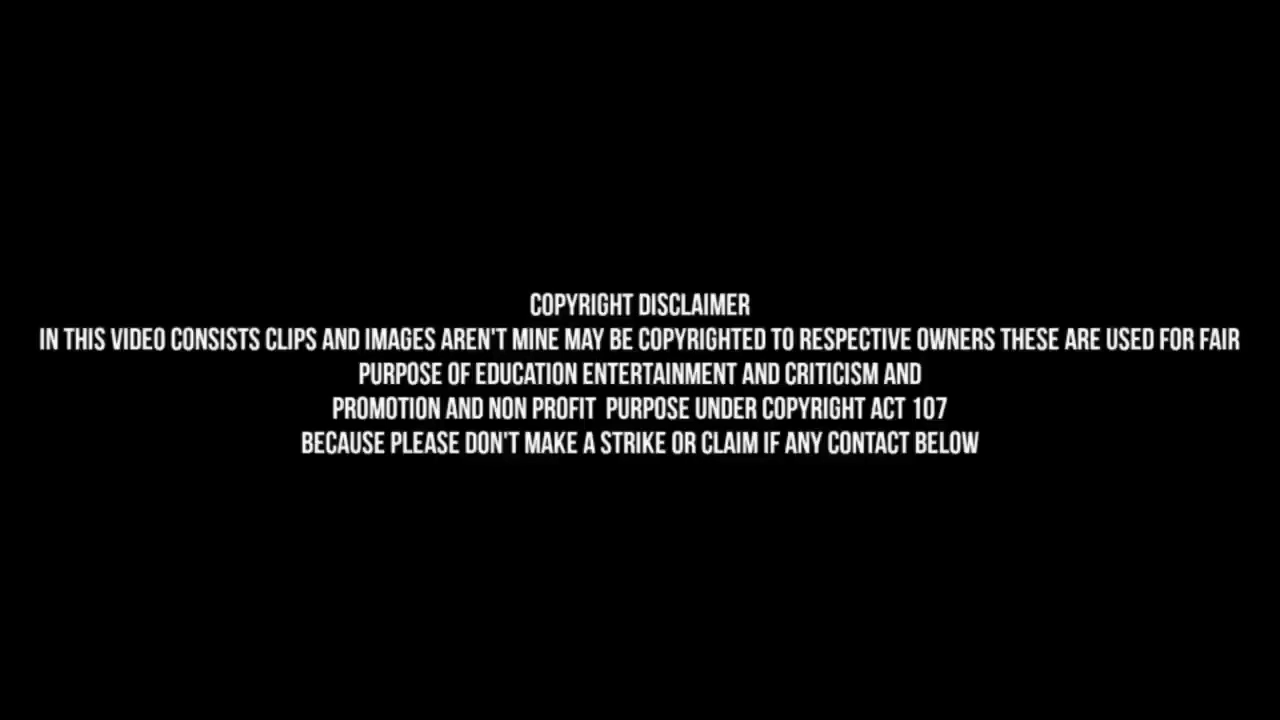 COPYRIGHT DISCLAIMER
IN THIS VIDEO CONSISTS CLIPS AND IMAGES AREN'T MINE MAY BE COPYRIGHTED TO RESPECTIVE OWNERS THESE ARE USED FOR FAIR
PURPOSE OF EDUCATION ENTERTAINMENT AND CRITICISM AND
PROMOTION AND NON PROFIT  PURPOSE UNDER COPYRIGHT ACT 107
BECAUSE PLEASE DON'T MAKE A STRIKE OR CLAIM IF ANY CONTACT BELOW